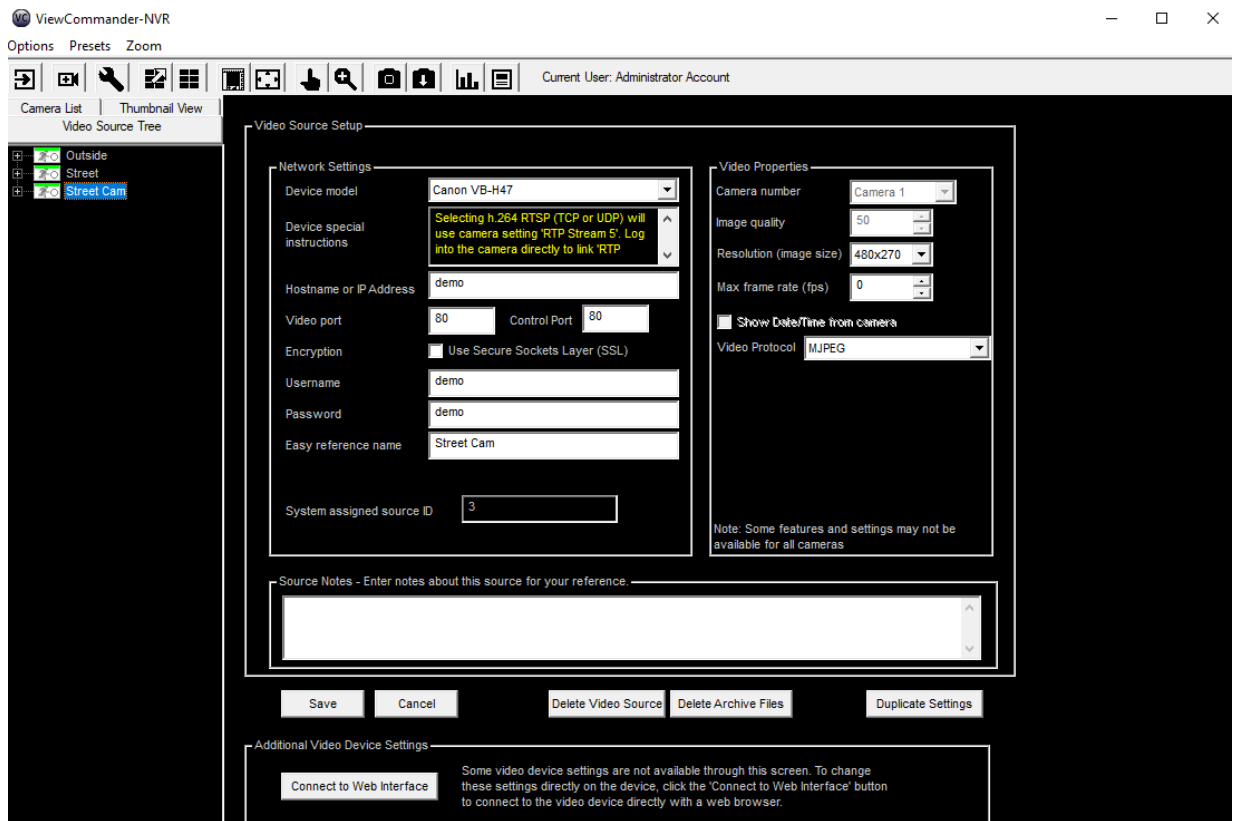 VC ViewCommander-NVR
Options Presets Zoom
Current User: Administrator Account
Camera List Thumbnail View
Video Source Tree
Outside
Street
Street Cam
Video Source Setup
Network Settings
Device model Canon VB-H47
Device special instructions
Selecting h.264 RTSP (TCP or UDP) will
use camera setting 'RTP Stream 5'. Log
into the camera directly to link 'RTP
Hostname or IP Address demo
Video port 80 Control Port 80
Encryption Use Secure Sockets Layer (SSL)
Username demo
Password demo
Easy reference name Street Cam
System assigned source ID 3
Video Properties
Camera number Camera 1
Image quality 50
Resolution (image size) 480x270
Max frame rate (fps) 0
Show Date/Time from camera
Video Protocol MJPEG
Note: Some features and settings may not be
available for all cameras
Source Notes - Enter notes about this source for your reference.
Save Cancel Delete Video Source Delete Archive Files Duplicate Settings
Additional Video Device Settings
Connect to Web Interface
Some video device settings are not available through this screen. To change
these settings directly on the device, click the 'Connect to Web Interface' button
to connect to the video device directly with a web browser.